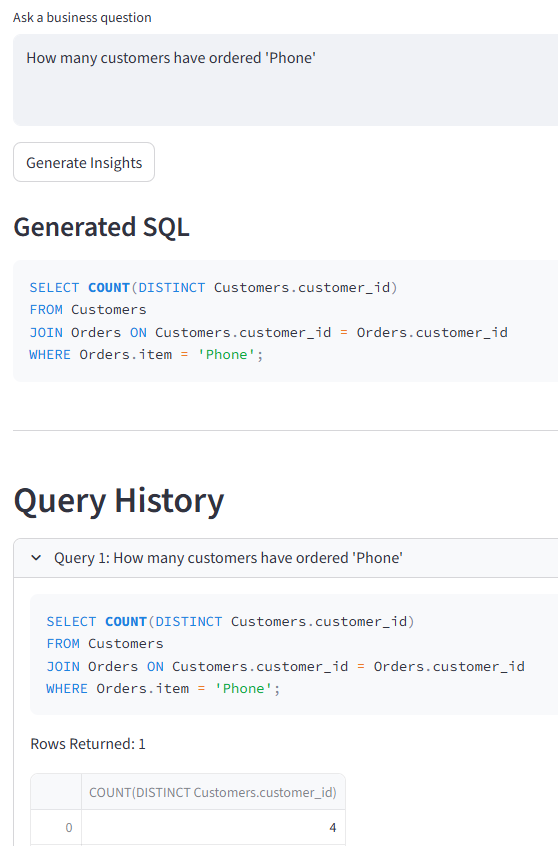 Ask a business question
How many customers have ordered 'Phone'
Generate Insights
Generated SQL
SELECT COUNT(DISTINCT Customers.customer_id)
FROM Customers
JOIN Orders ON Customers.customer_id = Orders.customer_id
WHERE Orders.item = 'Phone';
Query History
Query 1: How many customers have ordered 'Phone'
SELECT COUNT(DISTINCT Customers.customer_id)
FROM Customers
JOIN Orders ON Customers.customer_id = Orders.customer_id
WHERE Orders.item = 'Phone';
Rows Returned: 1
COUNT(DISTINCT Customers.customer_id)
0 4